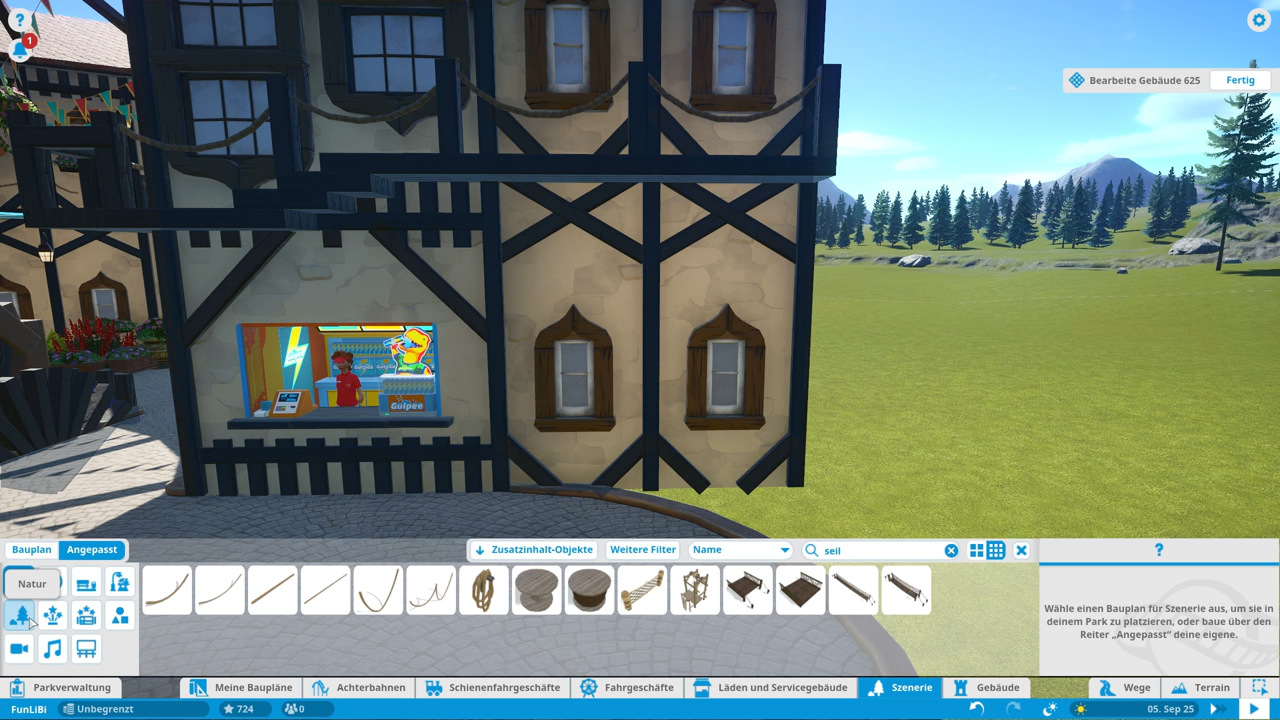 ?
1
Bearbeite Gebäude 625
Fertig
Gulpee
Bauplan
Angepasst
Zusatzinhalt-Objekte
Weitere Filter
Name
seil
?
Natur
Wähle einen Bauplan für Szenerie aus, um sie in
deinem Park zu platzieren, oder baue über den
Reiter „Angepasst" deine eigene.
Parkverwaltung
Meine Baupläne
Achterbahnen
Schienenfahrgeschäfte
Fahrgeschäfte
Läden und Servicegebäude
Szenerie
Gebäude
Wege
Terrain
FunLiBi
Unbegrenzt
724
0
05. Sep 25